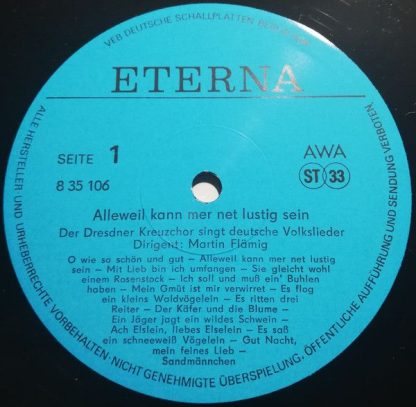 VEB DEUTSCHE SCHALLPLATTEN BERLIN DDR
ETERNA
SEITE 1
8 35 106
AWA
ST 33
Alleweil kann mer net lustig sein
Der Dresdner Kreuzchor singt deutsche Volkslieder
Dirigent: Martin Flämig
O wie so schön und gut — Alleweil kann mer net lustig
sein — Mit Lieb bin ich umfangen — Sie gleicht wohl
einem Rosenstock — Ich soll und muß ein' Buhlen
haben — Mein Gmüt ist mir verwirret — Es flog
ein kleins Waldvögelein — Es ritten drei
Reiter — Der Käfer und die Blume —
Ein Jäger jagt ein wildes Schwein —
Ach Elslein, liebes Elselein — Es saß
ein schneeweiß Vögelein — Gut Nacht,
mein feines Lieb —
Sandmännchen
ALLE HERSTELLER UND URHEBERRECHTE VORBEHALTEN · NICHT GENEHMIGTE ÜBERSPIELUNG, ÖFFENTLICHE AUFFÜHRUNG UND SENDUNG VERBOTEN